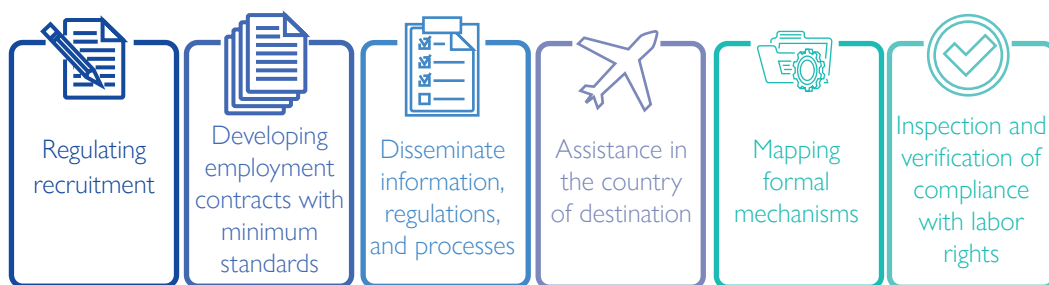 Regulating
recruitment
Developing
employment
contracts with
minimum
standards
Disseminate
information,
regulations,
and processes
Assistance in
the country
of destination
Mapping
formal
mechanisms
Inspection and
verification of
compliance
with labor
rights